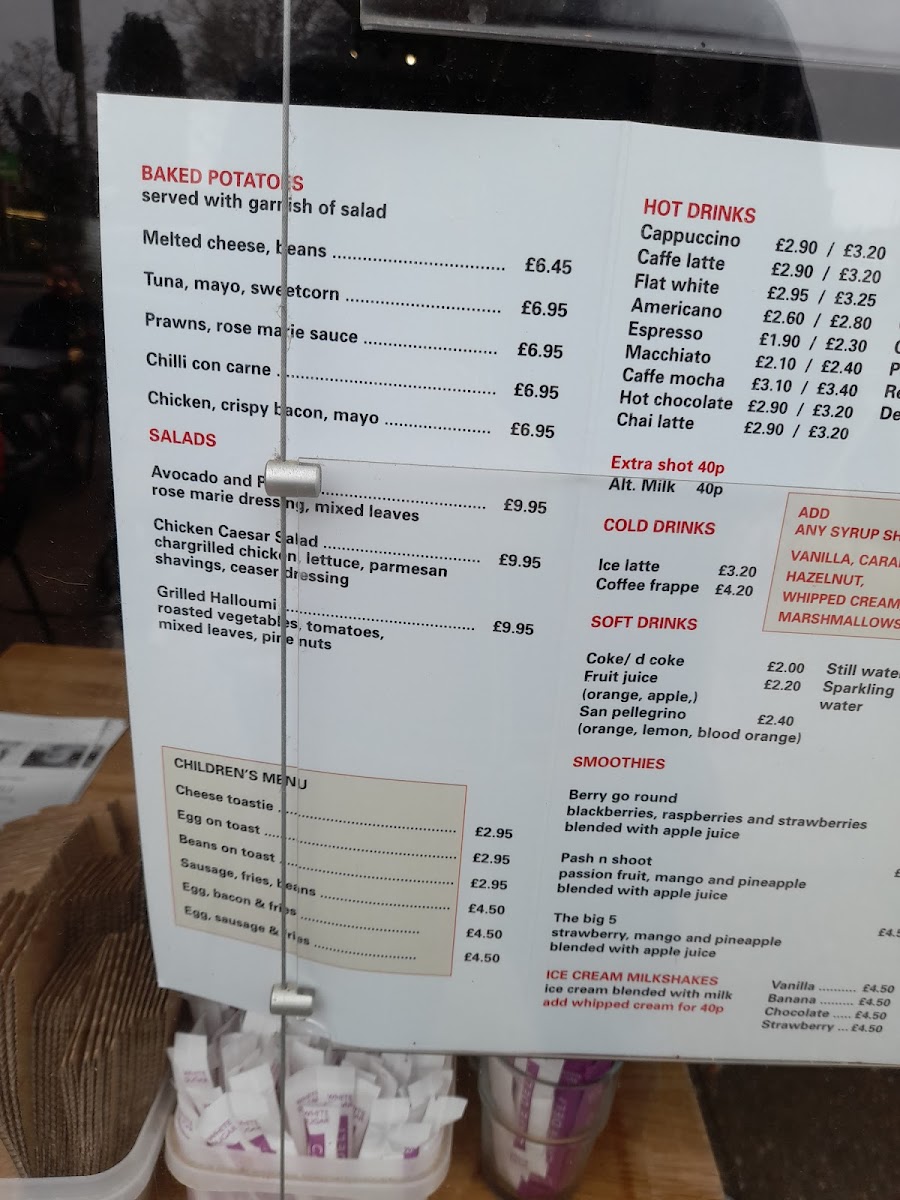 BAKED POTATOES
served with garnish of salad
Melted cheese, beans ........ £6.45
Tuna, mayo, sweetcorn ........ £6.95
Prawns, rose marie sauce ........ £6.95
Chilli con carne ........ £6.95
Chicken, crispy bacon, mayo ........ £6.95
SALADS
Avocado and ........ £9.95
rose marie dressing, mixed leaves
Chicken Caesar Salad ........ £9.95
chargrilled chicken, lettuce, parmesan
shavings, ceaser dressing
Grilled Halloumi ........ £9.95
roasted vegetables, tomatoes,
mixed leaves, pine nuts
CHILDREN'S MENU
Cheese toastie ........ £2.95
Egg on toast ........ £2.95
Beans on toast ........ £2.95
Sausage, fries, beans ........ £4.50
Egg, bacon & fries ........ £4.50
Egg, sausage & fries ........ £4.50
HOT DRINKS
Cappuccino £2.90 / £3.20
Caffe latte £2.90 / £3.20
Flat white £2.95 / £3.25
Americano £2.60 / £2.80
Espresso £1.90 / £2.30
Macchiato £2.10 / £2.40
Caffe mocha £3.10 / £3.40
Hot chocolate £2.90 / £3.20
Chai latte £2.90 / £3.20
Extra shot 40p
Alt. Milk 40p
COLD DRINKS
Ice latte £3.20
Coffee frappe £4.20
ADD
ANY SYRUP
VANILLA,
HAZELNUT,
WHIPPED CREAM
MARSHMALLOWS
SOFT DRINKS
Coke/ d coke £2.00
Fruit juice £2.20
(orange, apple,)
San pellegrino £2.40
(orange, lemon, blood orange)
Still
Sparkling
water
SMOOTHIES
Berry go round
blackberries, raspberries and strawberries
blended with apple juice
Pash n shoot
passion fruit, mango and pineapple
blended with apple juice
The big 5
strawberry, mango and pineapple
blended with apple juice
ICE CREAM MILKSHAKES
ice cream blended with milk
add whipped cream for 40p
Vanilla .......... £4.50
Banana ......... £4.50
Chocolate ..... £4.50
Strawberry ... £4.50
WHITE
SUGAR